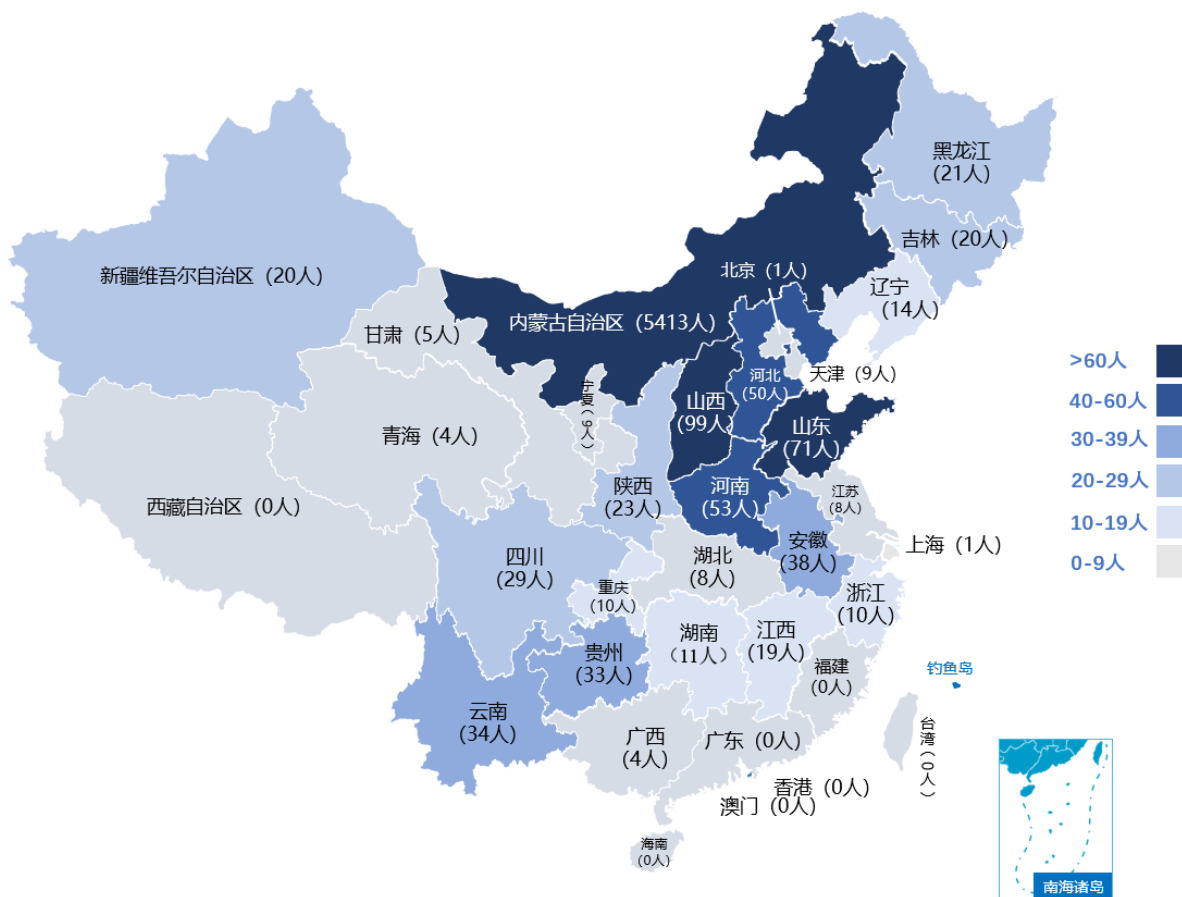 黑龙江
(21人)
吉林 (20人)
北京 (1人)
新疆维吾尔自治区 (20人)
辽宁
(14人)
内蒙古自治区 (5413人)
甘肃 (5人)
>60人
天津 (9人)
河北
(50人)
宁夏(9人)
山西
(99人)
40-60人
山东
(71人)
青海 (4人)
30-39人
20-29人
陕西
(23人)
河南
(53人)
江苏
(8人)
西藏自治区 (0人)
10-19人
安徽
(38人)
上海 (1人)
四川
(29人)
湖北
(8人)
0-9人
重庆
(10人)
浙江
(10人)
湖南
(11人)
江西
(19人)
贵州
(33人)
福建
(0人)
钓鱼岛
云南
(34人)
广西
(4人)
广东 (0人)
台湾(0人)
香港 (0人)
澳门 (0人)
海南
(0人)
南海诸岛